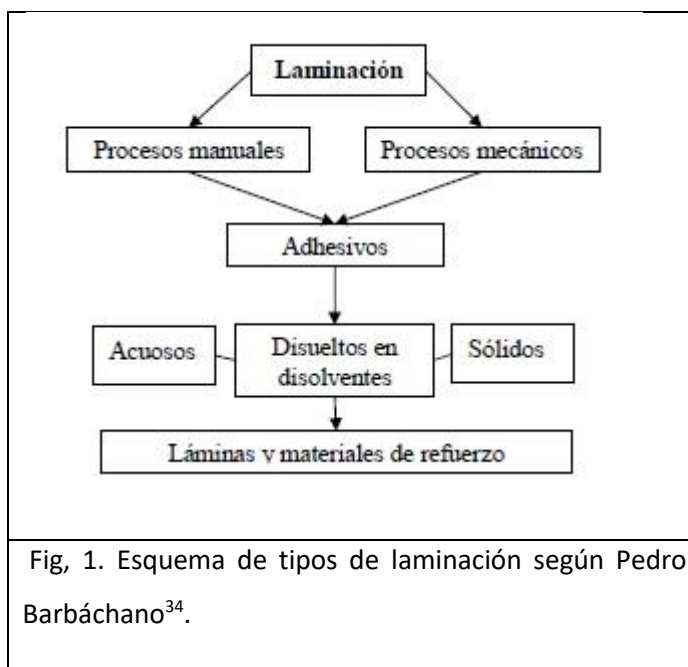 Laminación
Procesos manuales
Procesos mecánicos
Adhesivos
Acuosos
Disueltos en
disolventes
Sólidos
Láminas y materiales de refuerzo
Fig, 1. Esquema de tipos de laminación según Pedro
Barbáchano³⁴.